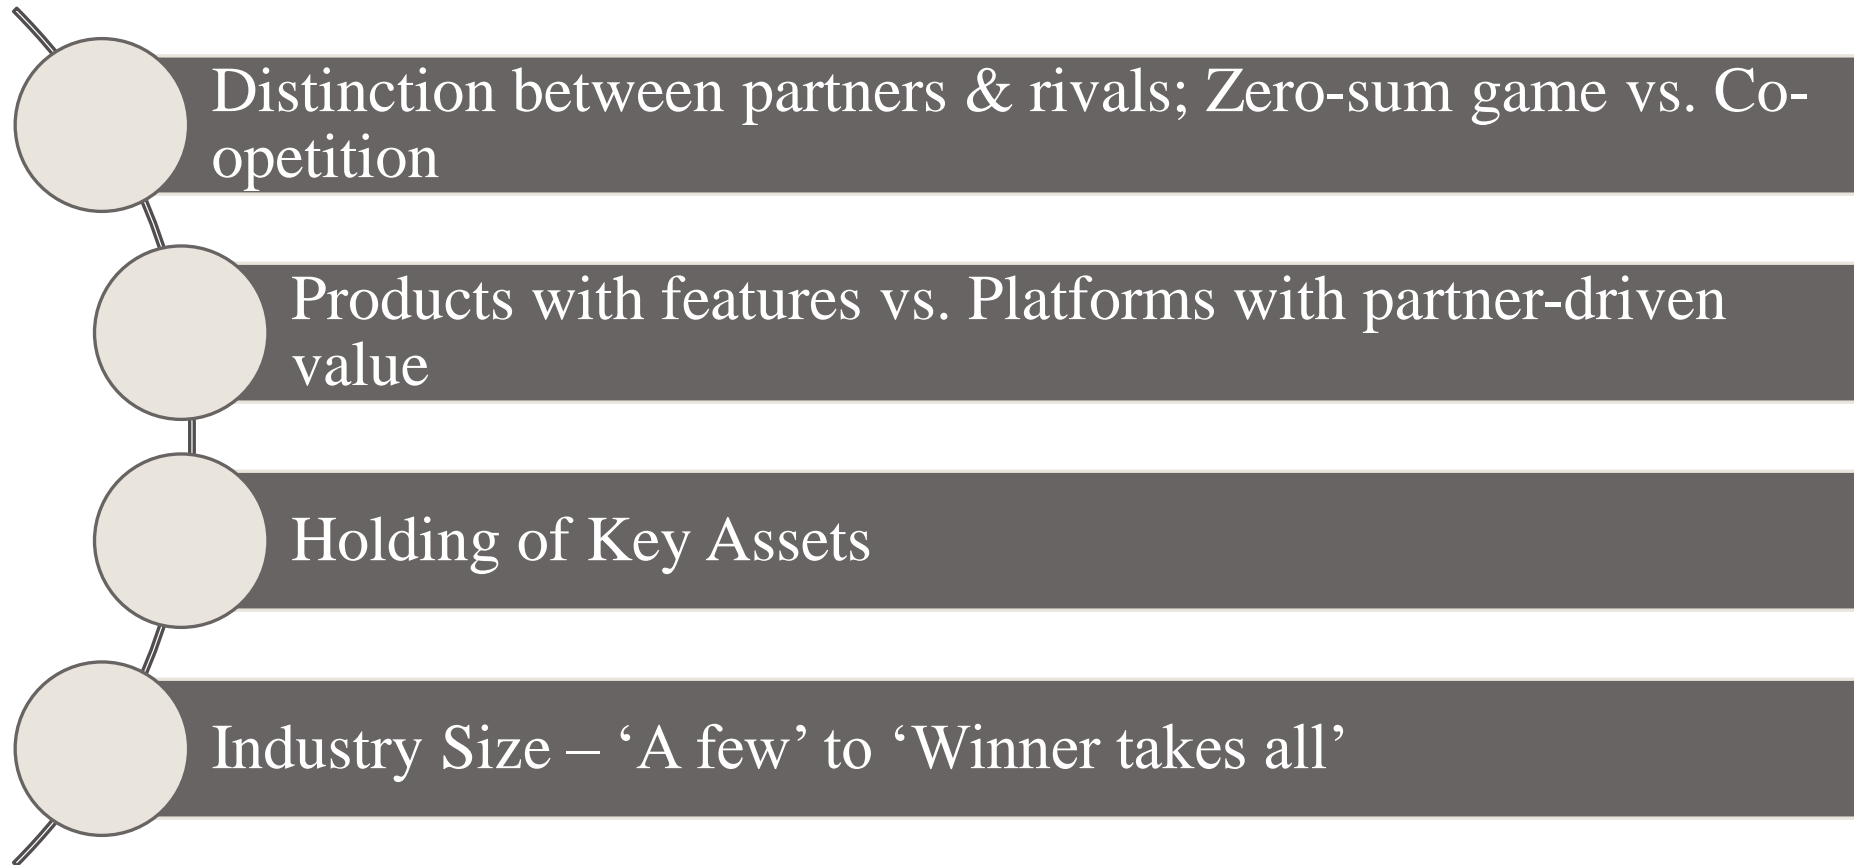 Distinction between partners & rivals; Zero-sum game vs. Co-
opetition
Products with features vs. Platforms with partner-driven
value
Holding of Key Assets
Industry Size – ‘A few’ to ‘Winner takes all’